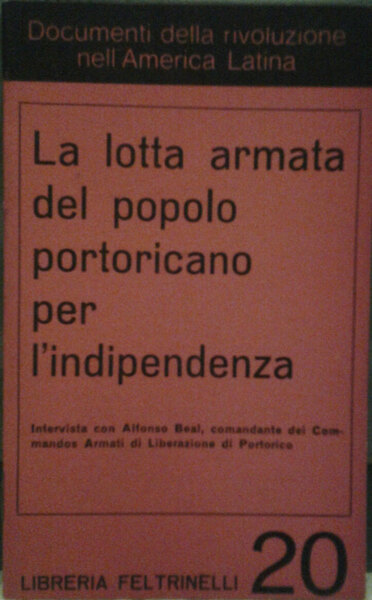 Documenti della rivoluzione
nell'America Latina
La lotta armata
del popolo
portoricano
per
l'indipendenza
Intervista con Alfonso Beal, comandante dei Com-
mandos Armati di Liberazione di Portorico
LIBRERIA FELTRINELLI 20